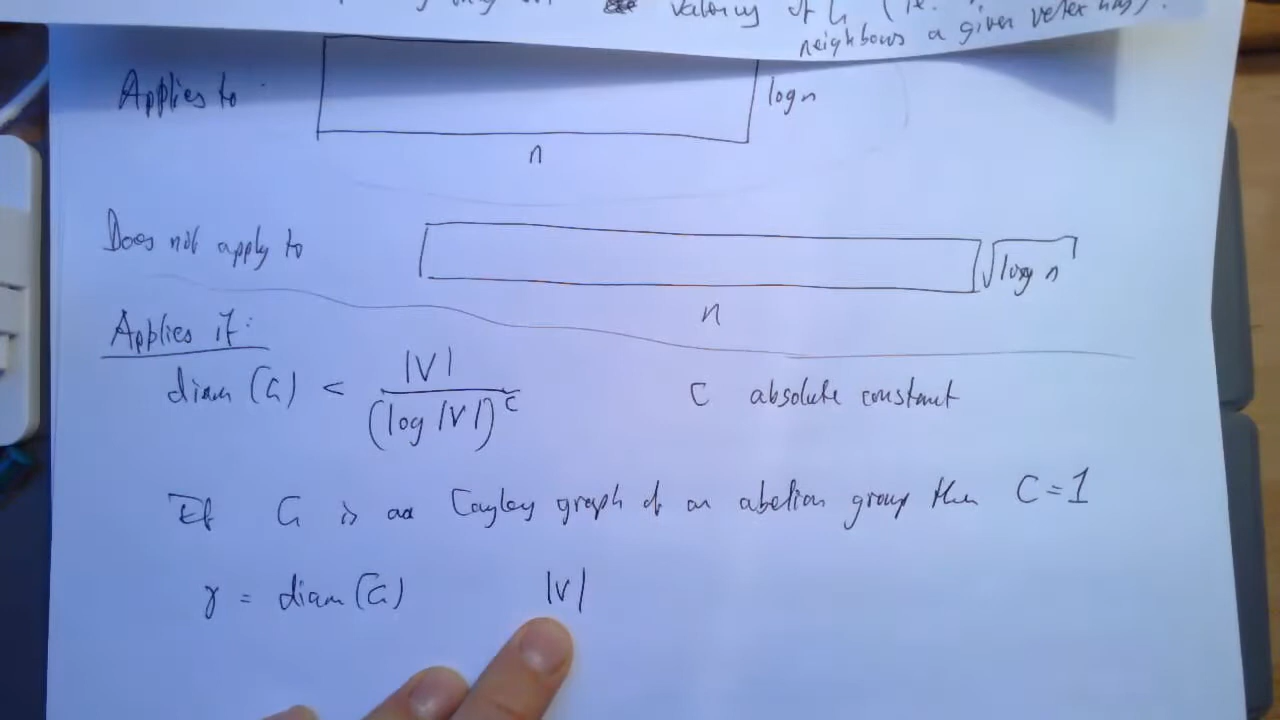 valency of G (i.e.
neighbours a given vertex has).
Applies to
log n
n
Does not apply to
√log n
n
Applies if:
diam (G) < |V| / (log |V|)^C C absolute constant
If G is a Cayley graph of an abelian group then C = 1
γ = diam (G) |V|